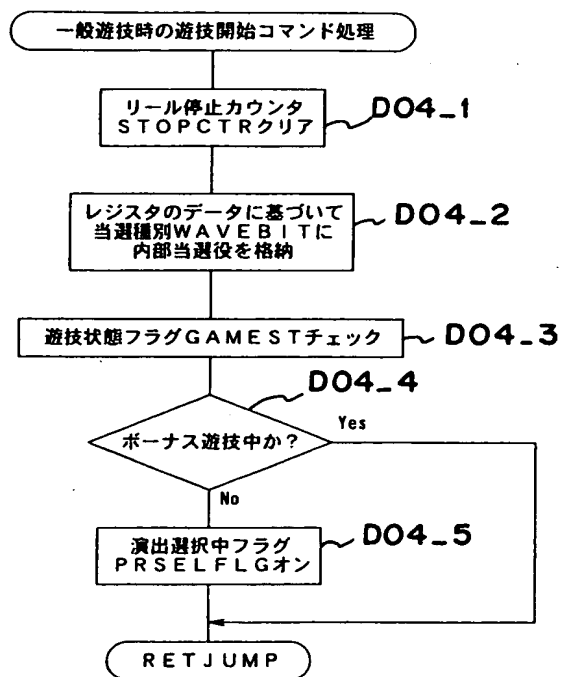 一般遊技時の遊技開始コマンド処理
リール停止カウンタ
STOPCTRクリア
D04_1
レジスタのデータに基づいて
当選種別WAVEBITに
内部当選役を格納
D04_2
遊技状態フラグGAMESTチェック
D04_3
D04_4
ボーナス遊技中か?
Yes
No
演出選択中フラグ
PRSELFLGオン
D04_5
RETJUMP